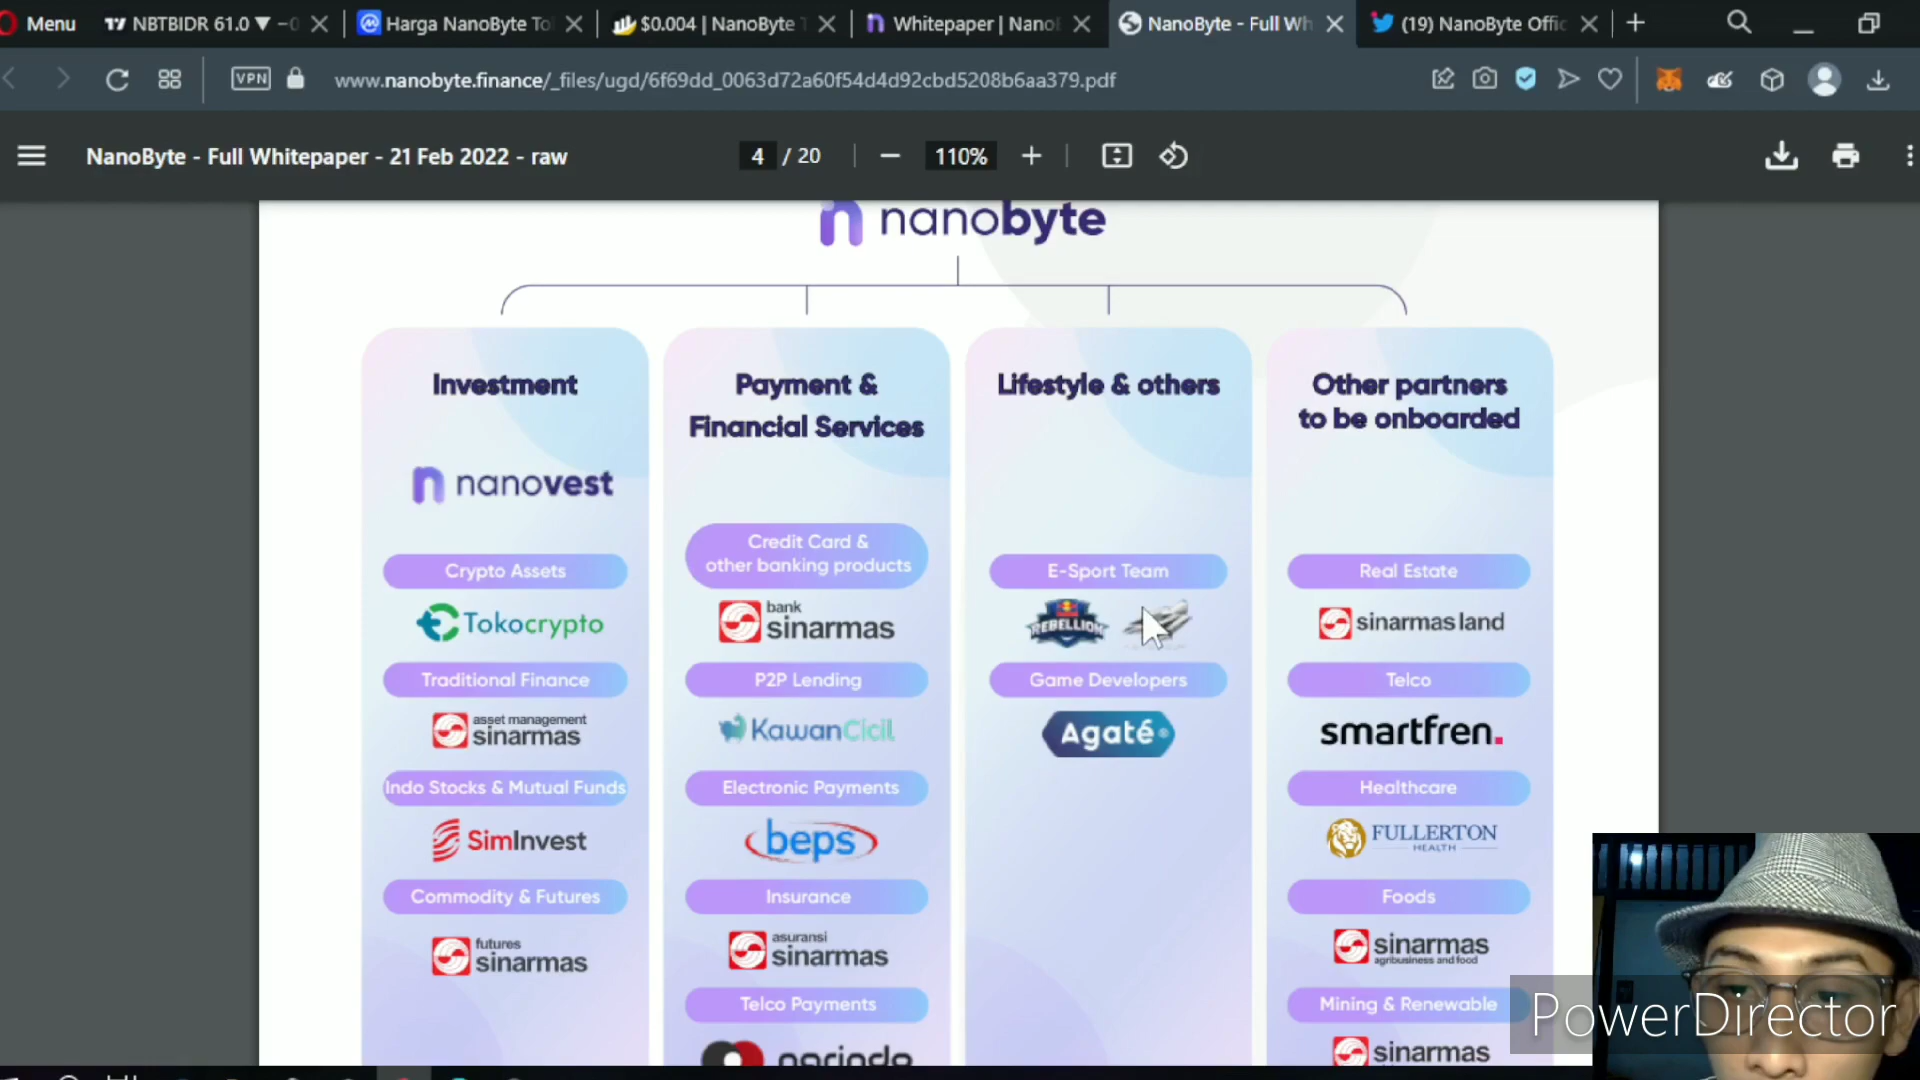 Menu
NBTBIDR 61.0 ▼ −0
Harga NanoByte To
$0.004 | NanoByte T
Whitepaper | Nano
NanoByte - Full Wh
(19) NanoByte Offic
VPN
www.nanobyte.finance/_files/ugd/6f69dd_0063d72a60f54d4d92cbd5208b6aa379.pdf
NanoByte - Full Whitepaper - 21 Feb 2022 - raw
4 / 20
110%
nanobyte
Investment
nanovest
Crypto Assets
Tokocrypto
Traditional Finance
asset management
sinarmas
Indo Stocks & Mutual Funds
SimInvest
Commodity & Futures
futures
sinarmas
Payment &
Financial Services
Credit Card &
other banking products
bank
sinarmas
P2P Lending
KawanCicil
Electronic Payments
beps
Insurance
asuransi
sinarmas
Telco Payments
Lifestyle & others
E-Sport Team
REBELLION
Game Developers
Agaté
Other partners
to be onboarded
Real Estate
sinarmas land
Telco
smartfren.
Healthcare
FULLERTON
HEALTH
Foods
sinarmas
agribusiness and food
Mining & Renewable
sinarmas
PowerDirector